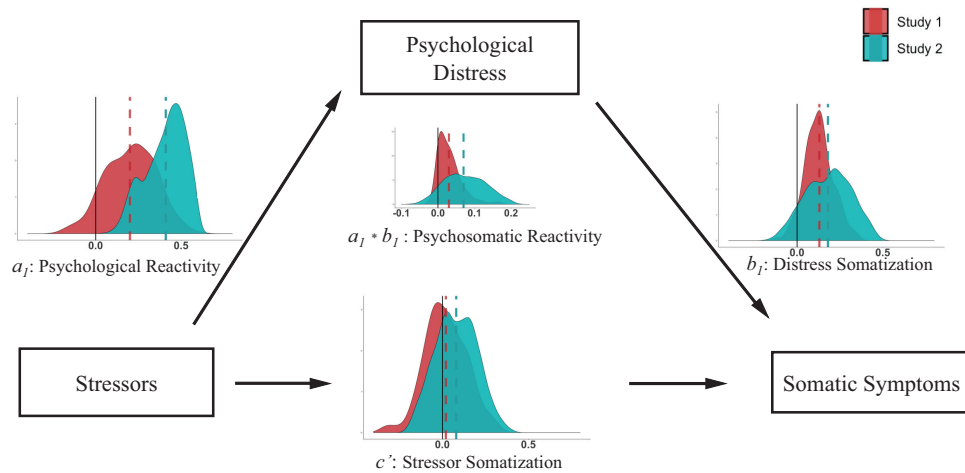 Study 1
Study 2
Psychological
Distress
0.0 0.5
a₁: Psychological Reactivity
-0.1 0.0 0.1 0.2
a₁ * b₁ : Psychosomatic Reactivity
0.0 0.5
b₁: Distress Somatization
Stressors
Somatic Symptoms
0.0 0.5
c’: Stressor Somatization